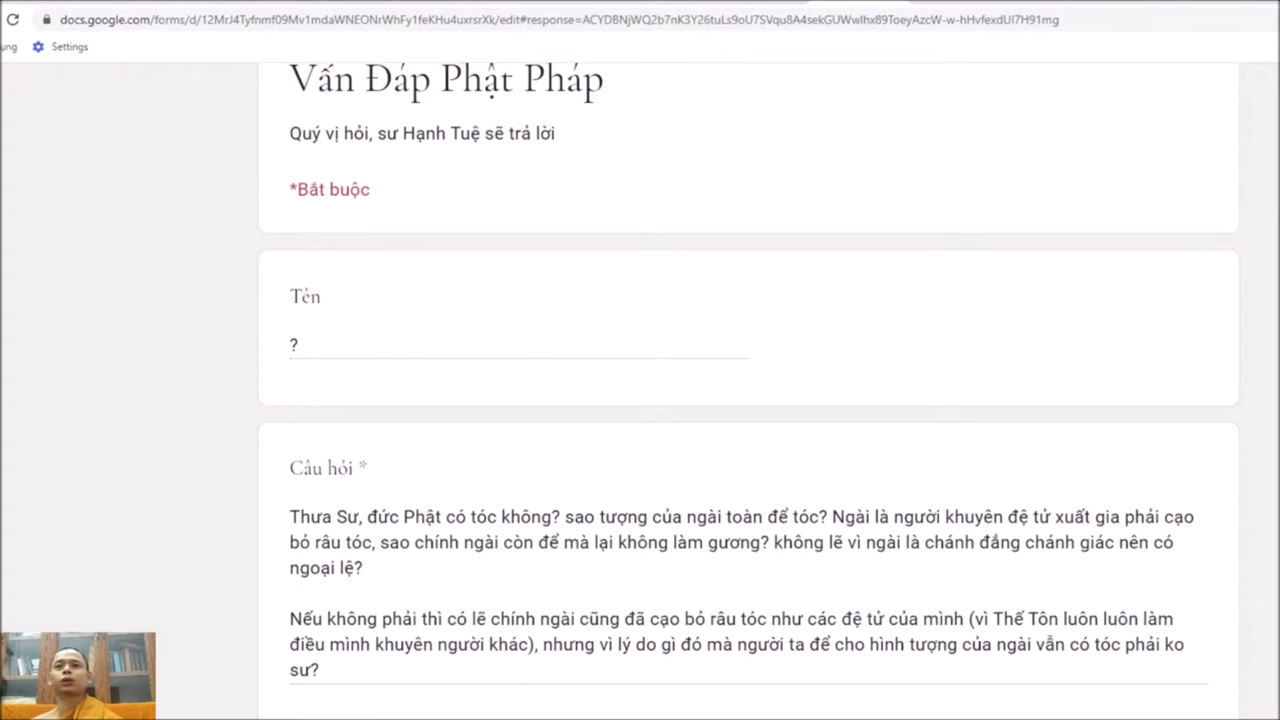 docs.google.com/forms/d/12MrJ4Tyfnmf09Mv1mdaWNEONrWhFy1feKHu4uxrsrXk/edit#response=ACYDBNjWQ2b7nK3Y26tuLs9oU7SVqu8A4sekGUWwlhx89ToeyAzcW-w-hHvfexdUl7H91mg
ung Settings
Vấn Đáp Phật Pháp
Quý vị hỏi, sư Hạnh Tuệ sẽ trả lời
*Bắt buộc
Tên
?
Câu hỏi *
Thưa Sư, đức Phật có tóc không? sao tượng của ngài toàn để tóc? Ngài là người khuyên đệ tử xuất gia phải cạo
bỏ râu tóc, sao chính ngài còn để mà lại không làm gương? không lẽ vì ngài là chánh đẳng chánh giác nên có
ngoại lệ?
Nếu không phải thì có lẽ chính ngài cũng đã cạo bỏ râu tóc như các đệ tử của mình (vì Thế Tôn luôn luôn làm
điều mình khuyên người khác), nhưng vì lý do gì đó mà người ta để cho hình tượng của ngài vẫn có tóc phải ko
sư?